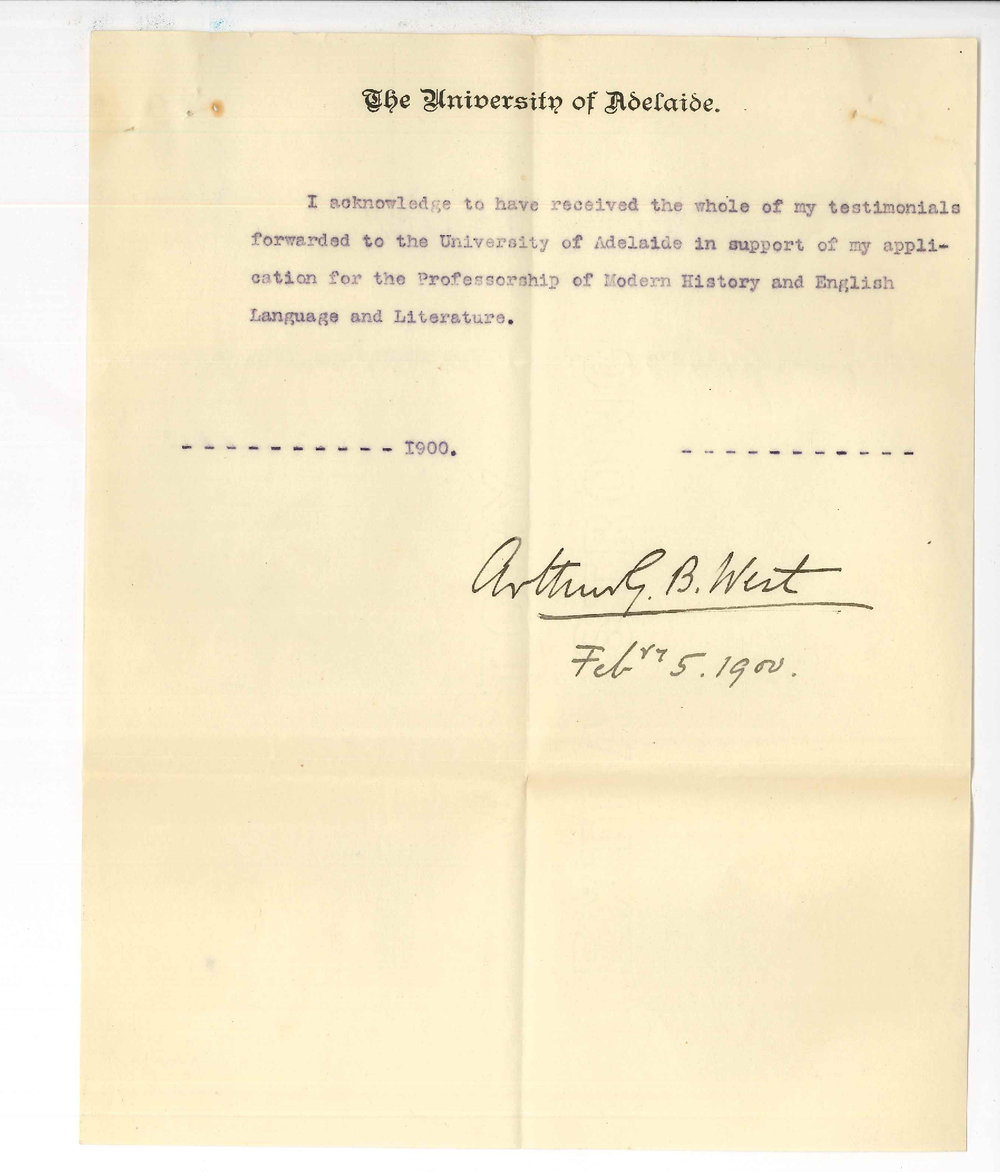 The University of Adelaide.
I acknowledge to have received the whole of my testimonials
forwarded to the University of Adelaide in support of my appli-
cation for the Professorship of Modern History and English
Language and Literature.
- - - - - - - - - - 1900. - - - - - - - - - - -
Arthur G. B. West
Febry 5. 1900.